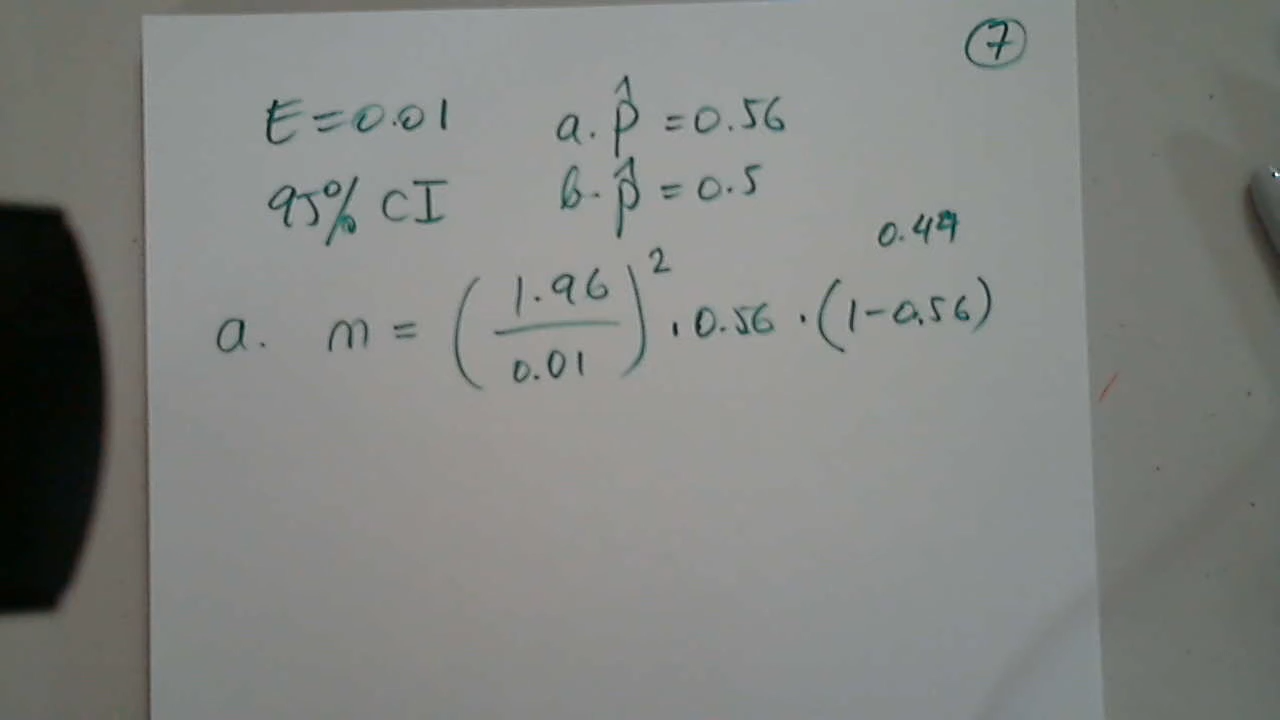 7
E=0.01 a. p̂ = 0.56
95% CI b. p̂ = 0.5
0.44
a. n = (1.96/0.01)² · 0.56 · (1-0.56)